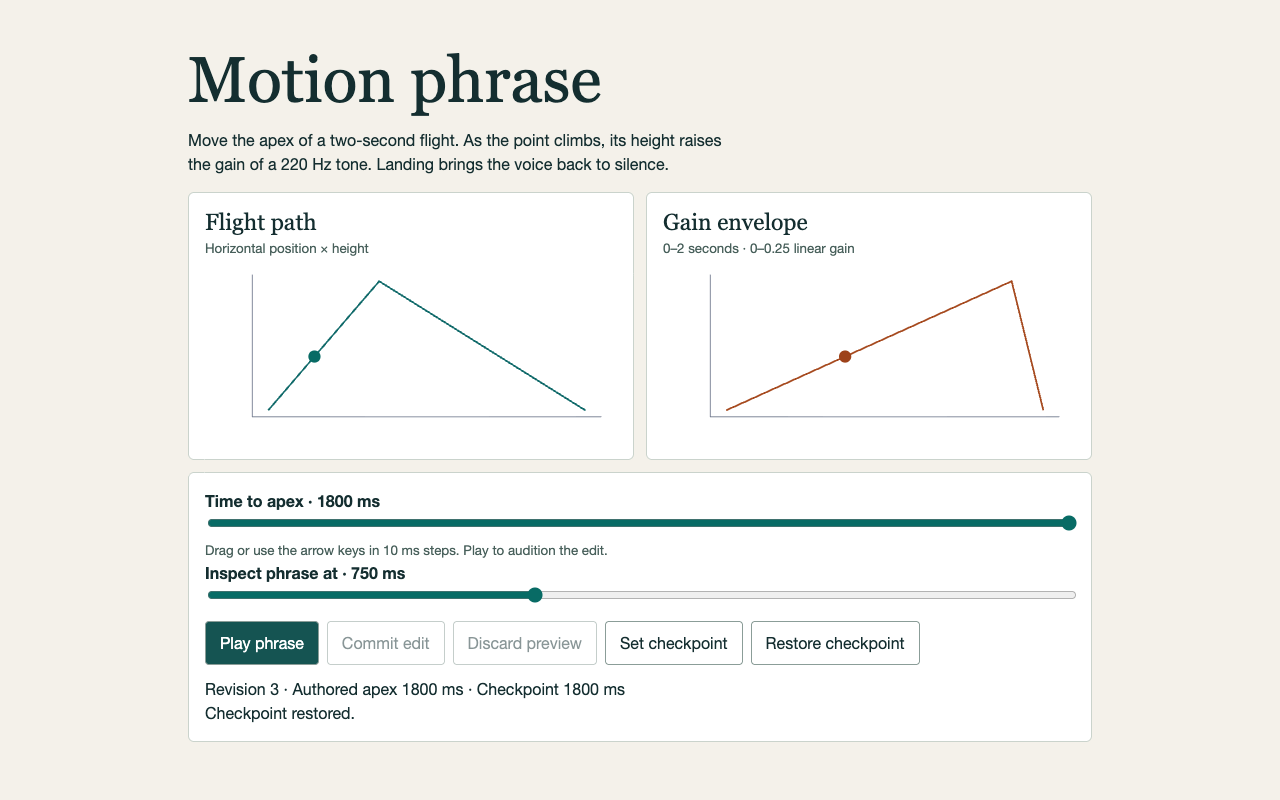 Motion phrase
Move the apex of a two-second flight. As the point climbs, its height raises
the gain of a 220 Hz tone. Landing brings the voice back to silence.
Flight path
Horizontal position × height
Gain envelope
0–2 seconds · 0–0.25 linear gain
Time to apex · 1800 ms
Drag or use the arrow keys in 10 ms steps. Play to audition the edit.
Inspect phrase at · 750 ms
Play phrase
Commit edit
Discard preview
Set checkpoint
Restore checkpoint
Revision 3 · Authored apex 1800 ms · Checkpoint 1800 ms
Checkpoint restored.